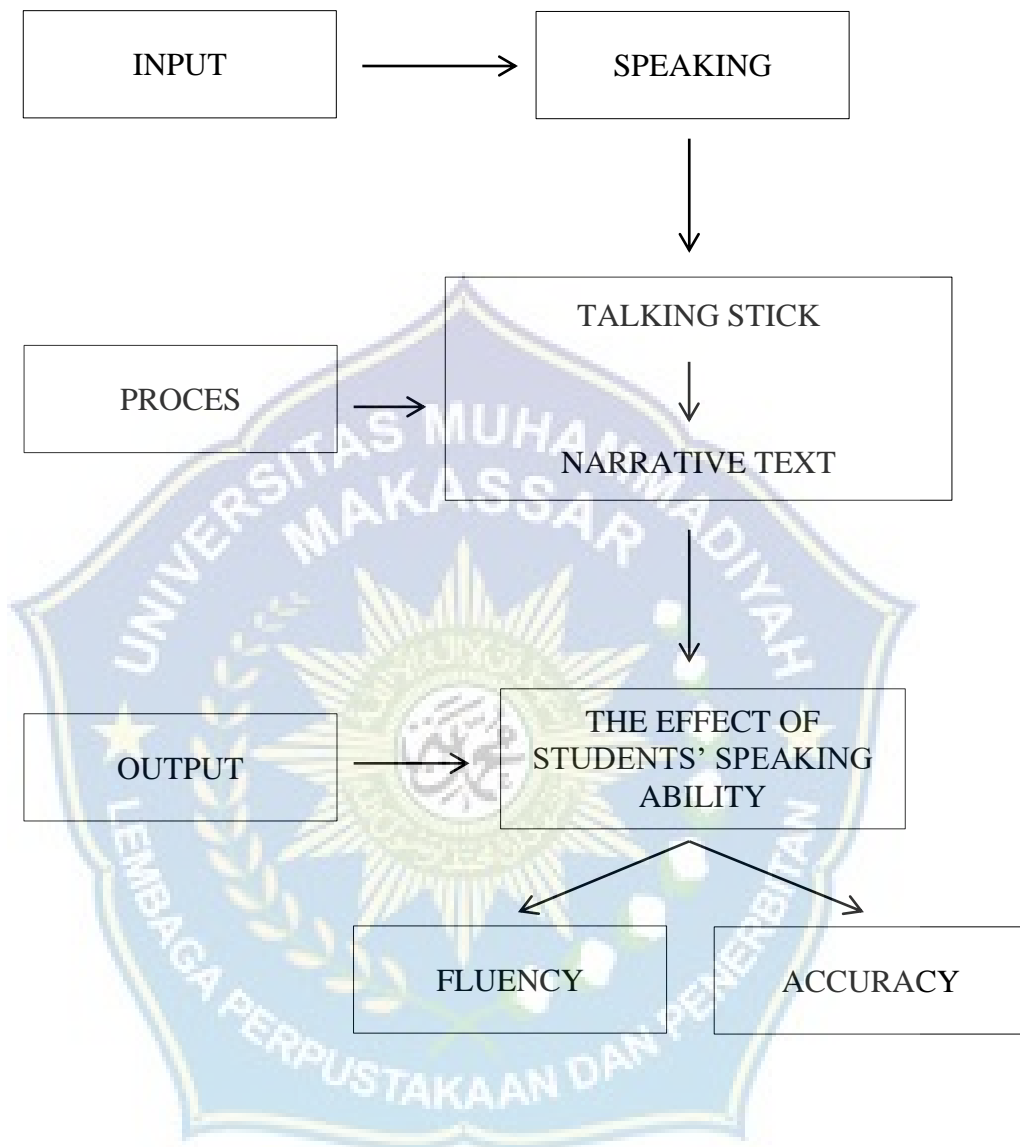 INPUT
SPEAKING
TALKING STICK
PROCES
NARRATIVE TEXT
UNIVERSITAS MUHAMMADIYAH
MAKASSAR
THE EFFECT OF
STUDENTS’ SPEAKING
ABILITY
OUTPUT
FLUENCY
ACCURACY
LEMBAGA PERPUSTAKAAN DAN PENERBITAN